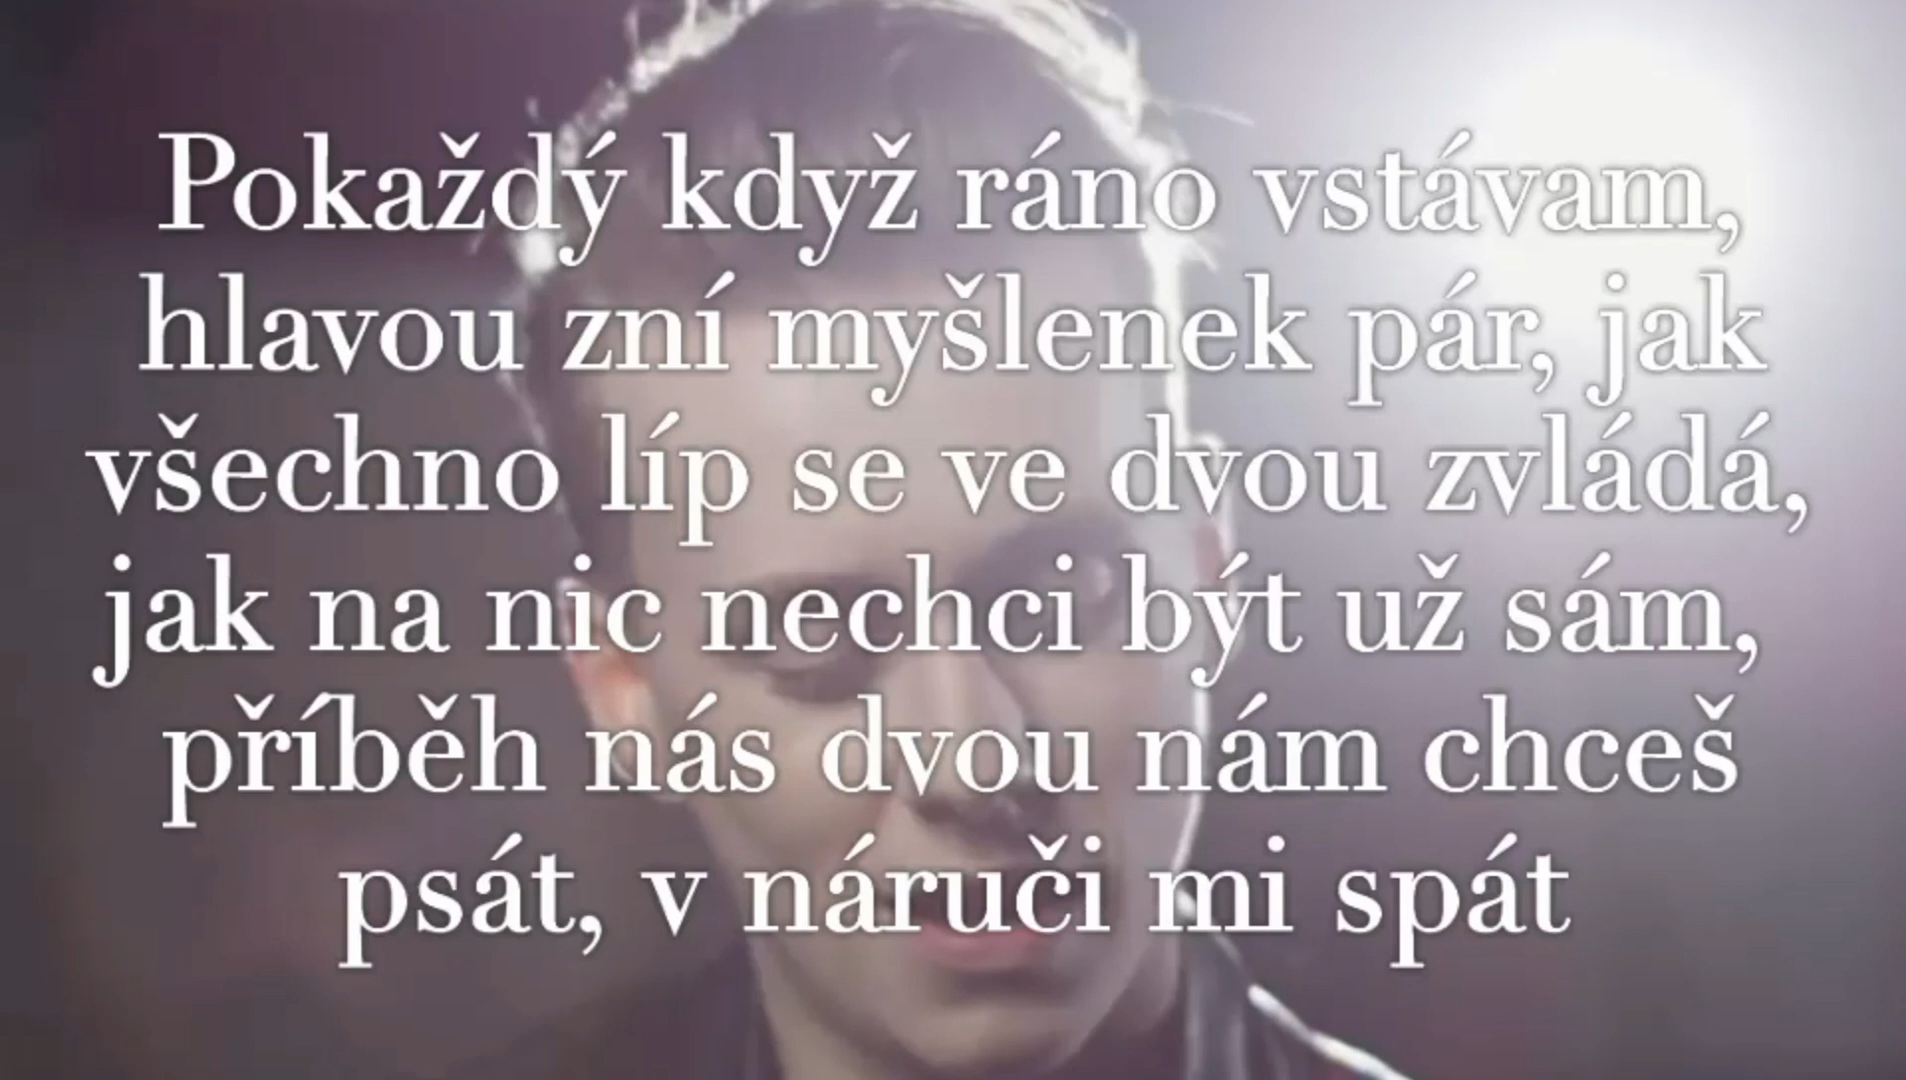 Pokaždý když ráno vstávam,
hlavou zní myšlenek pár, jak
všechno líp se ve dvou zvládá,
jak na nic nechci být už sám,
příběh nás dvou nám chceš
psát, v náruči mi spát